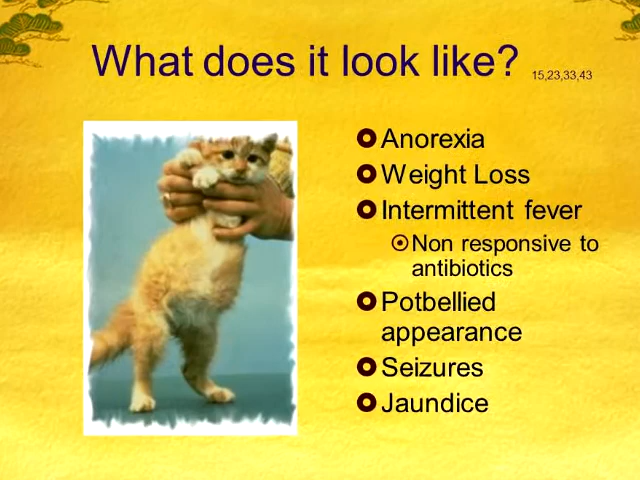 What does it look like? 15,23,33,43
Anorexia
Weight Loss
Intermittent fever
Non responsive to
antibiotics
Potbellied
appearance
Seizures
Jaundice